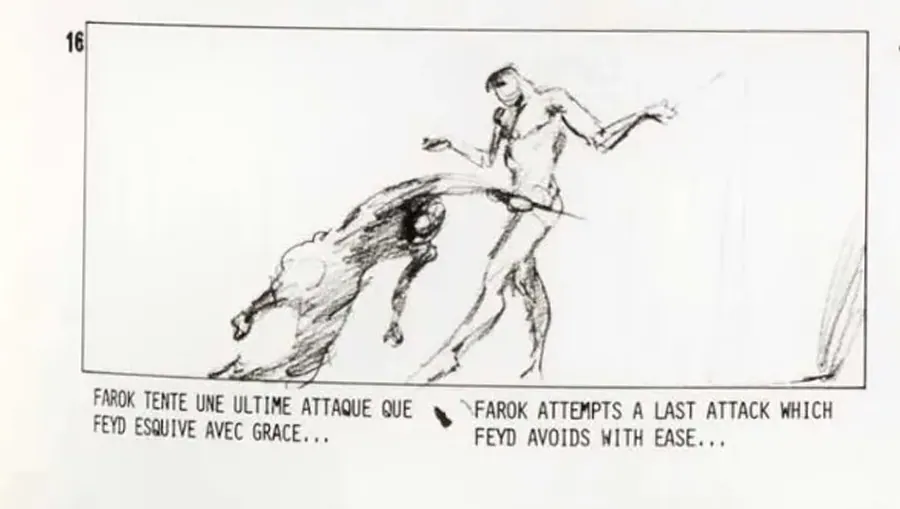 16
FAROK TENTE UNE ULTIME ATTAQUE QUE
FEYD ESQUIVE AVEC GRACE...
FAROK ATTEMPTS A LAST ATTACK WHICH
FEYD AVOIDS WITH EASE...